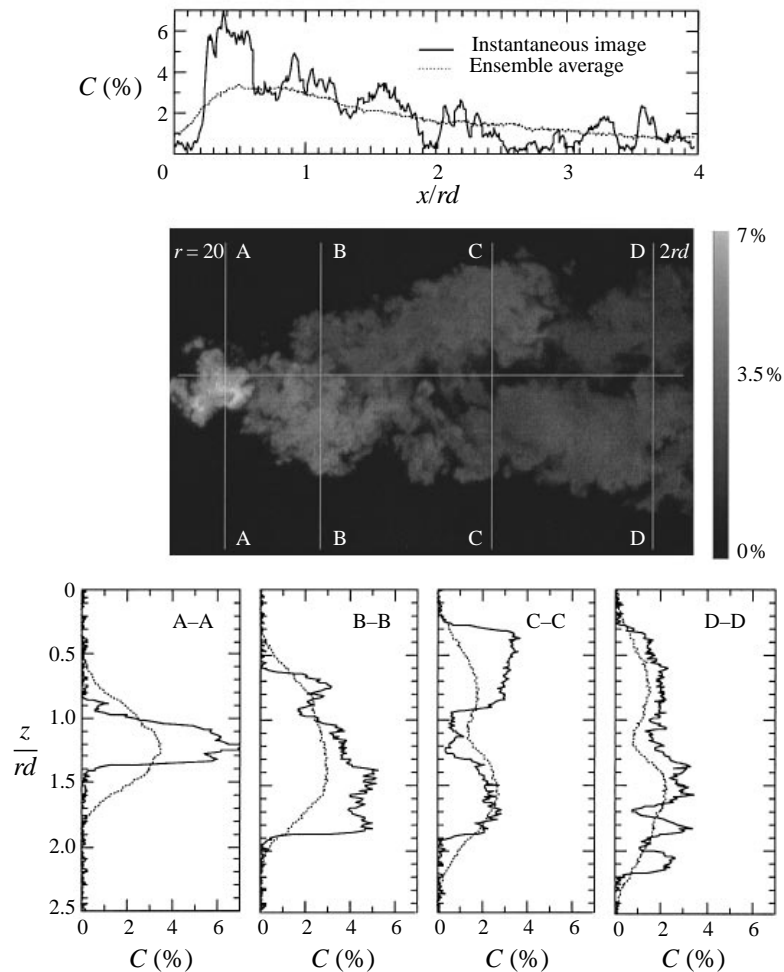 6
4
2
C (%)
Instantaneous image
Ensemble average
0 1 2 3 4
x/rd
r = 20 A B C D 2rd
7 %
3.5 %
0 %
A B C D
0
0.5
1.0
1.5
2.0
2.5
z
rd
A–A B–B C–C D–D
0 2 4 6 0 2 4 6 0 2 4 6 0 2 4 6
C (%) C (%) C (%) C (%)